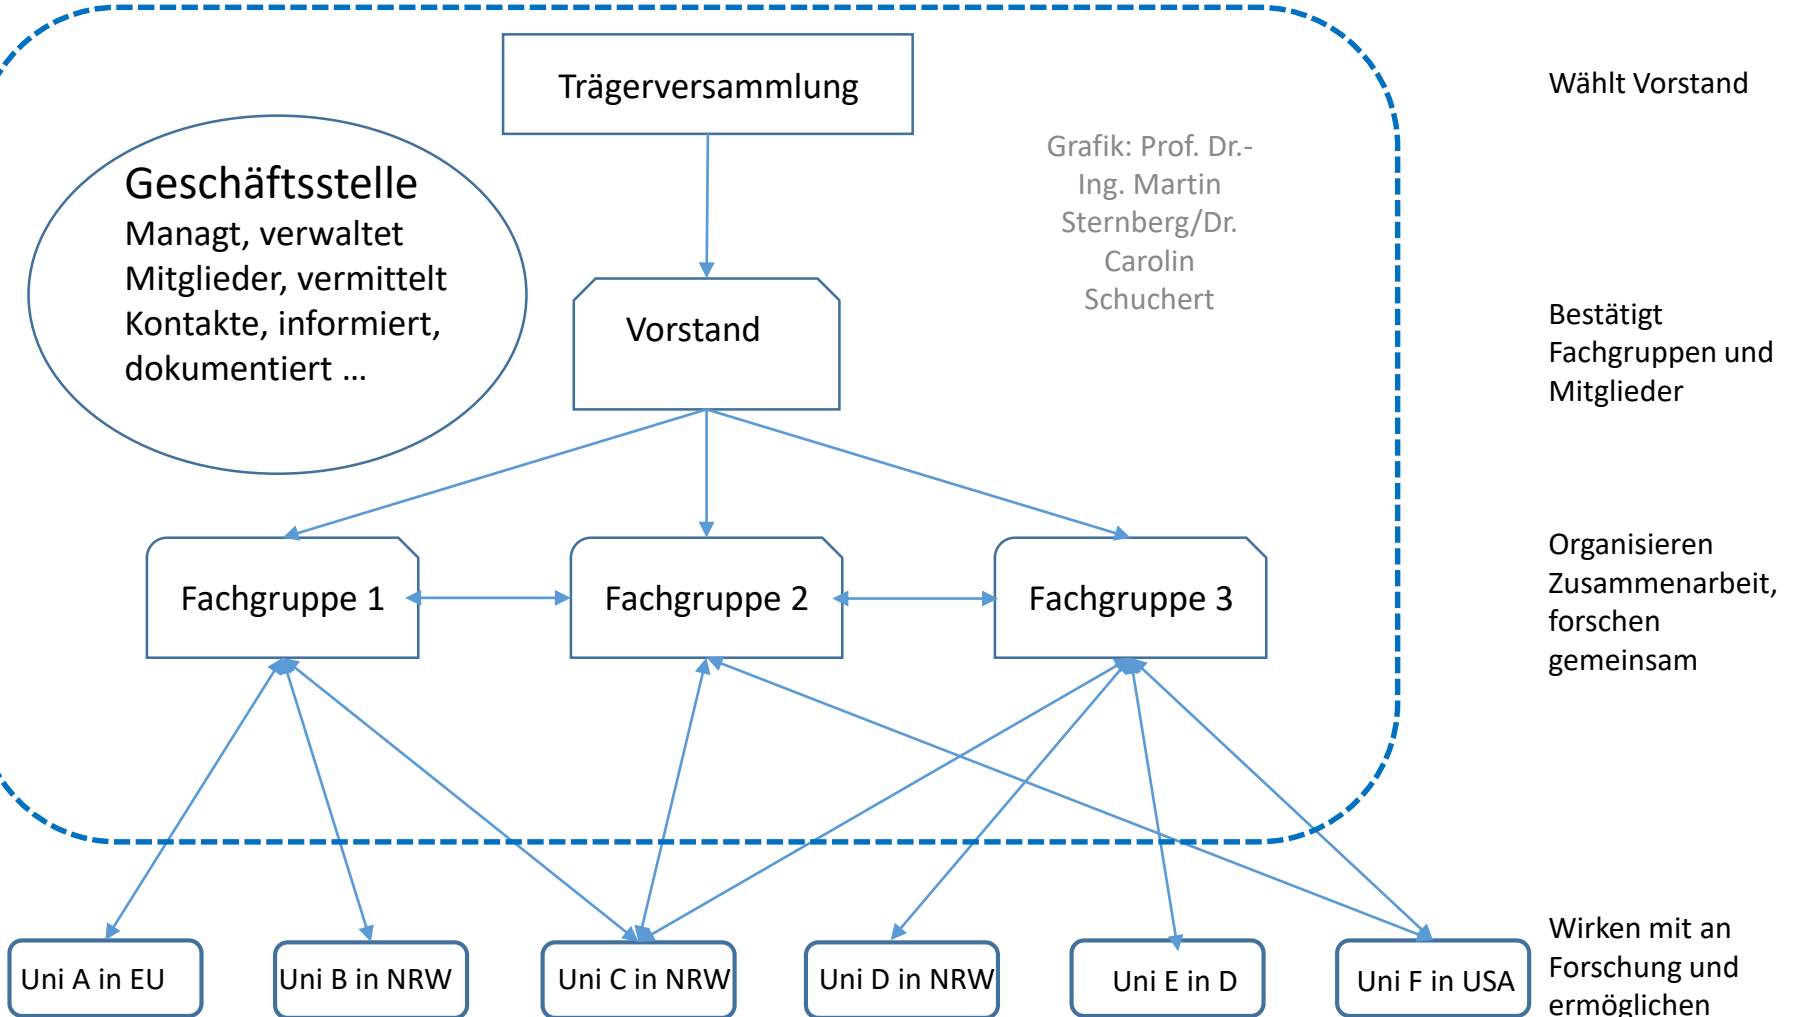 Trägerversammlung
Wählt Vorstand
Grafik: Prof. Dr.-
Ing. Martin
Sternberg/Dr.
Carolin
Schuchert
Geschäftsstelle
Managt, verwaltet
Mitglieder, vermittelt
Kontakte, informiert,
dokumentiert ...
Vorstand
Bestätigt
Fachgruppen und
Mitglieder
Fachgruppe 1
Fachgruppe 2
Fachgruppe 3
Organisieren
Zusammenarbeit,
forschen
gemeinsam
Uni A in EU
Uni B in NRW
Uni C in NRW
Uni D in NRW
Uni E in D
Uni F in USA
Wirken mit an
Forschung und
ermöglichen